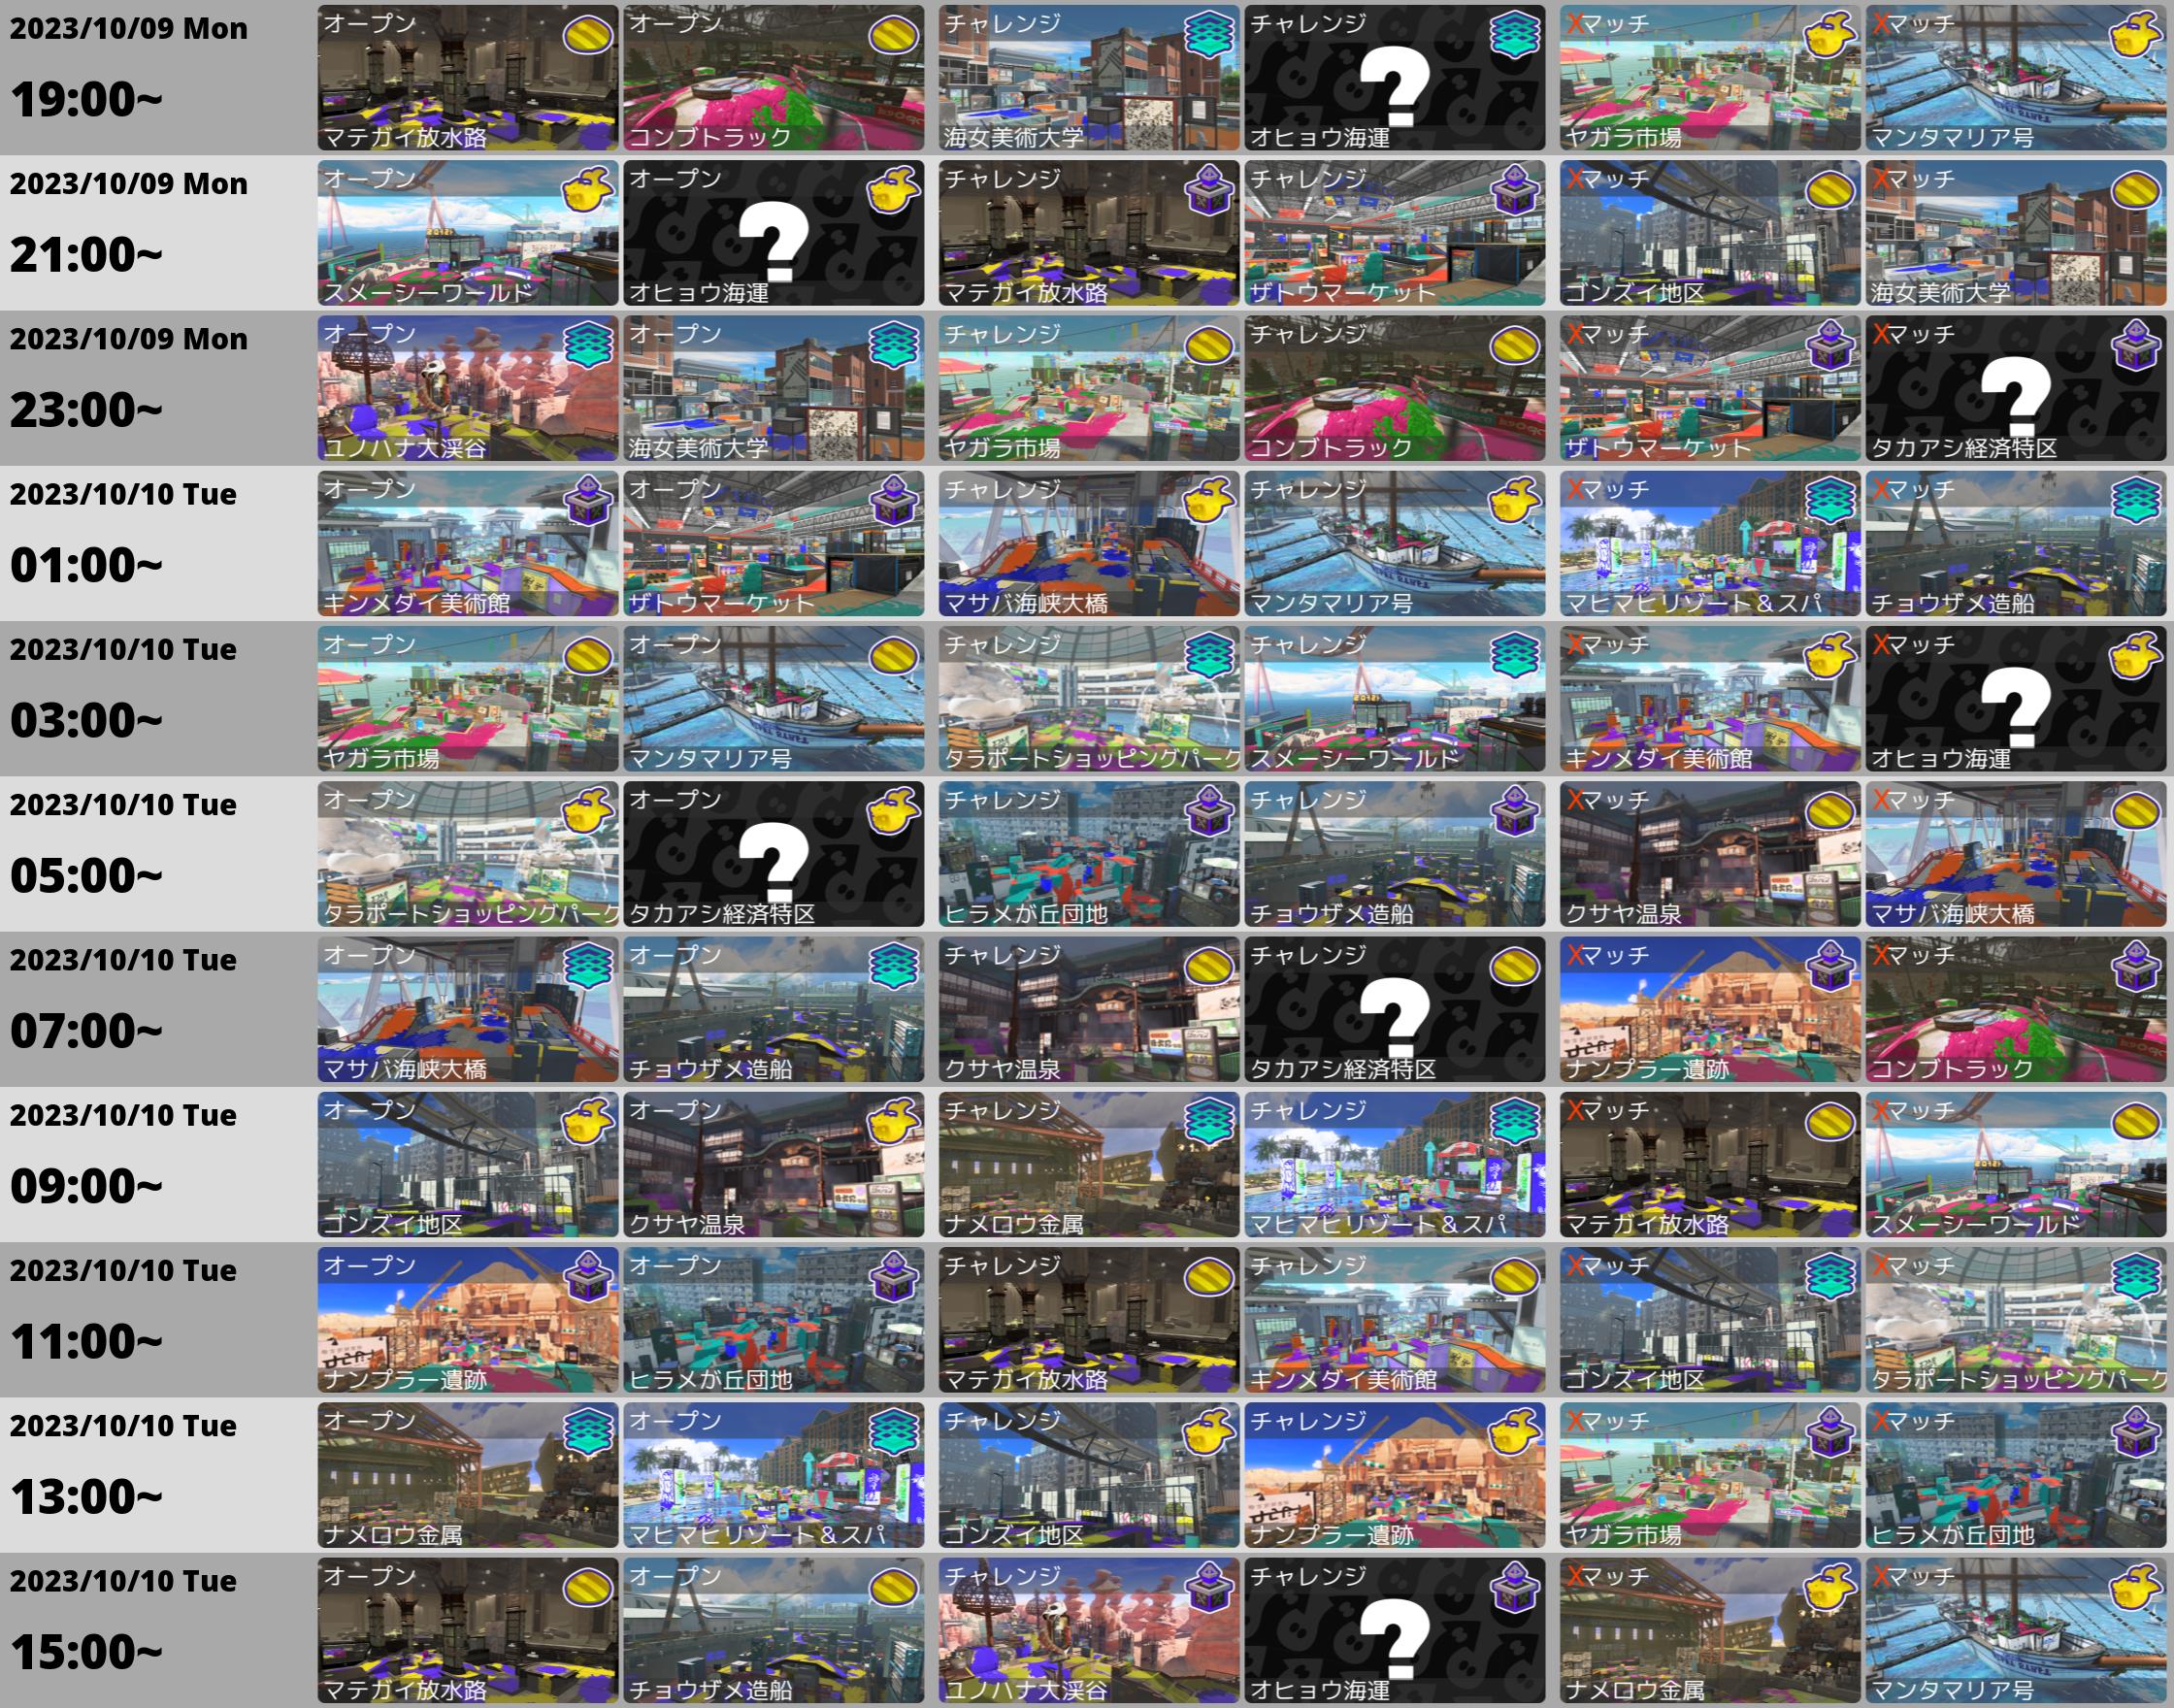 2023/10/09 Mon
19:00~
オープン
マテガイ放水路
オープン
コンブトラック
チャレンジ
海女美術大学
チャレンジ
オヒョウ海運
Xマッチ
ヤガラ市場
Xマッチ
マンタマリア号
2023/10/09 Mon
21:00~
オープン
スメーシーワールド
オープン
オヒョウ海運
チャレンジ
マテガイ放水路
チャレンジ
ザトウマーケット
Xマッチ
ゴンズイ地区
Xマッチ
海女美術大学
2023/10/09 Mon
23:00~
オープン
ユノハナ大渓谷
オープン
海女美術大学
チャレンジ
ヤガラ市場
チャレンジ
コンブトラック
Xマッチ
ザトウマーケット
Xマッチ
タカアシ経済特区
2023/10/10 Tue
01:00~
オープン
キンメダイ美術館
オープン
ザトウマーケット
チャレンジ
マサバ海峡大橋
チャレンジ
マンタマリア号
Xマッチ
マヒマヒリゾート&スパ
Xマッチ
チョウザメ造船
2023/10/10 Tue
03:00~
オープン
ヤガラ市場
オープン
マンタマリア号
チャレンジ
タラポートショッピングパーク
チャレンジ
スメーシーワールド
Xマッチ
キンメダイ美術館
Xマッチ
オヒョウ海運
2023/10/10 Tue
05:00~
オープン
タラポートショッピングパーク
オープン
タカアシ経済特区
チャレンジ
ヒラメが丘団地
チャレンジ
チョウザメ造船
Xマッチ
クサヤ温泉
Xマッチ
マサバ海峡大橋
2023/10/10 Tue
07:00~
オープン
マサバ海峡大橋
オープン
チョウザメ造船
チャレンジ
クサヤ温泉
チャレンジ
タカアシ経済特区
Xマッチ
ナンプラー遺跡
Xマッチ
コンブトラック
2023/10/10 Tue
09:00~
オープン
ゴンズイ地区
オープン
クサヤ温泉
チャレンジ
ナメロウ金属
チャレンジ
マヒマヒリゾート&スパ
Xマッチ
マテガイ放水路
Xマッチ
スメーシーワールド
2023/10/10 Tue
11:00~
オープン
ナンプラー遺跡
オープン
ヒラメが丘団地
チャレンジ
マテガイ放水路
チャレンジ
キンメダイ美術館
Xマッチ
ゴンズイ地区
Xマッチ
タラポートショッピングパーク
2023/10/10 Tue
13:00~
オープン
ナメロウ金属
オープン
マヒマヒリゾート&スパ
チャレンジ
ゴンズイ地区
チャレンジ
ナンプラー遺跡
Xマッチ
ヤガラ市場
Xマッチ
ヒラメが丘団地
2023/10/10 Tue
15:00~
オープン
マテガイ放水路
オープン
チョウザメ造船
チャレンジ
ユノハナ大渓谷
チャレンジ
オヒョウ海運
Xマッチ
ナメロウ金属
Xマッチ
マンタマリア号